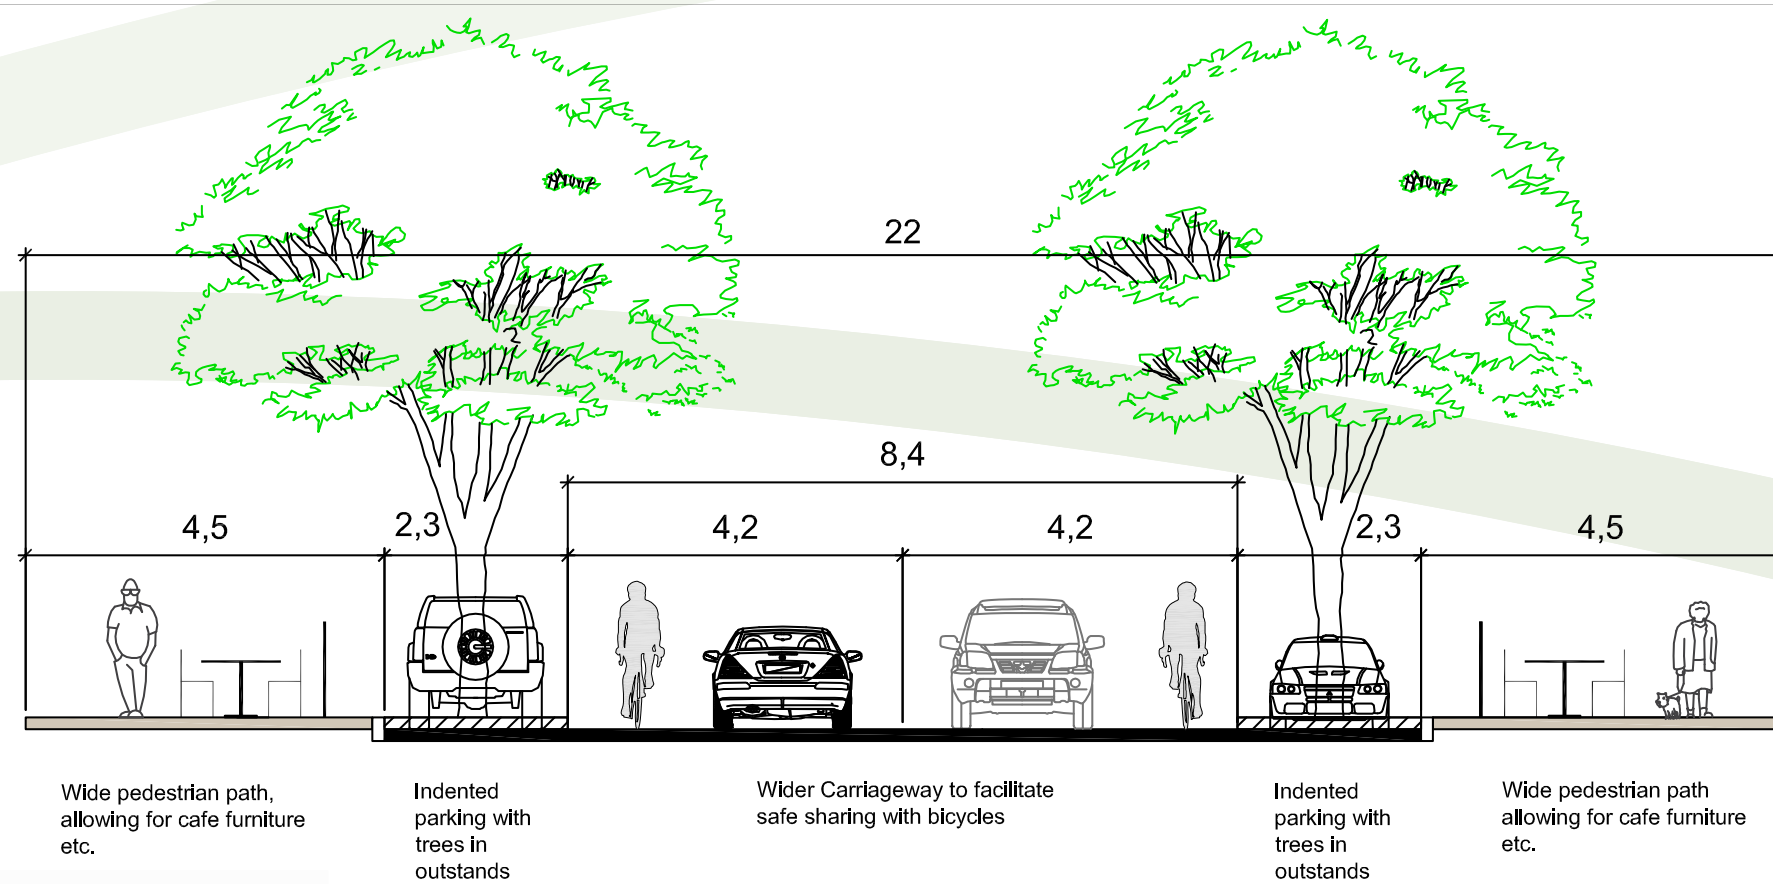 22
8,4
4,5
2,3
4,2
4,2
2,3
4,5
Wide pedestrian path,
allowing for cafe furniture
etc.
Indented
parking with
trees in
outstands
Wider Carriageway to facilitate
safe sharing with bicycles
Indented
parking with
trees in
outstands
Wide pedestrian path
allowing for cafe furniture
etc.